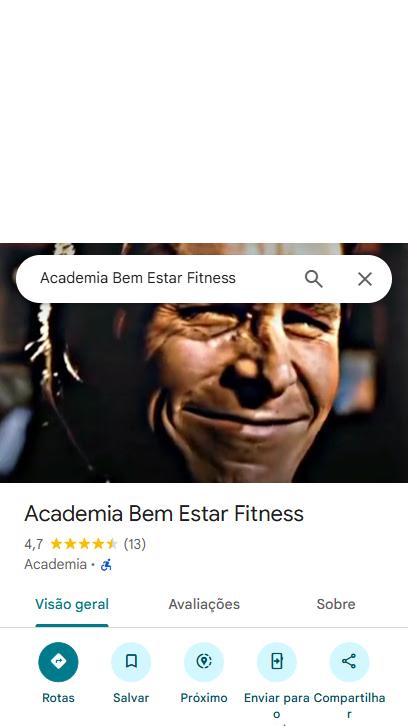 Academia Bem Estar Fitness
Academia Bem Estar Fitness
4,7 (13)
Academia ·
Visão geral Avaliações Sobre
Rotas Salvar Próximo Enviar para o Compartilhar